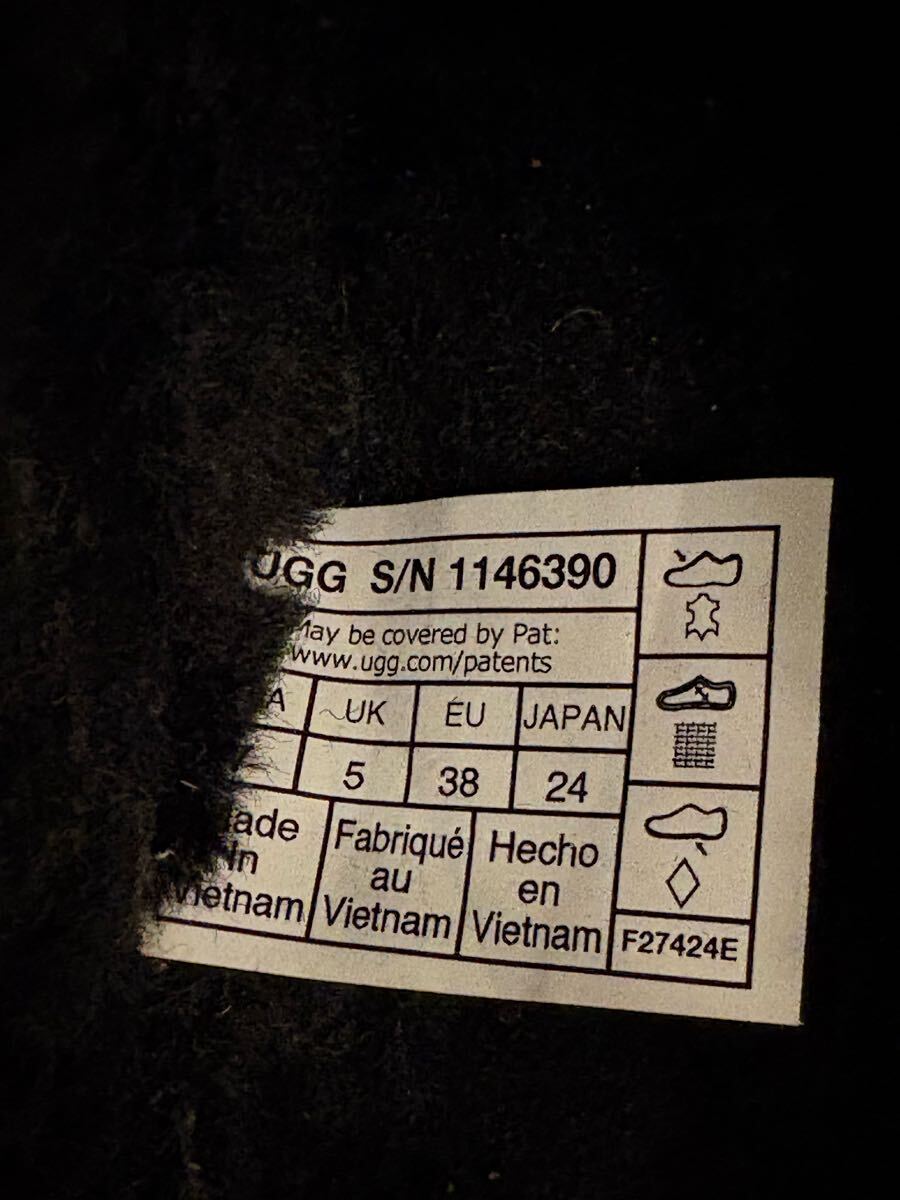 UGG S/N 1146390
May be covered by Pat:
www.ugg.com/patents
A UK EU JAPAN
5 38 24
ade
In
Vietnam
Fabriqué
au
Vietnam
Hecho
en
Vietnam
F27424E